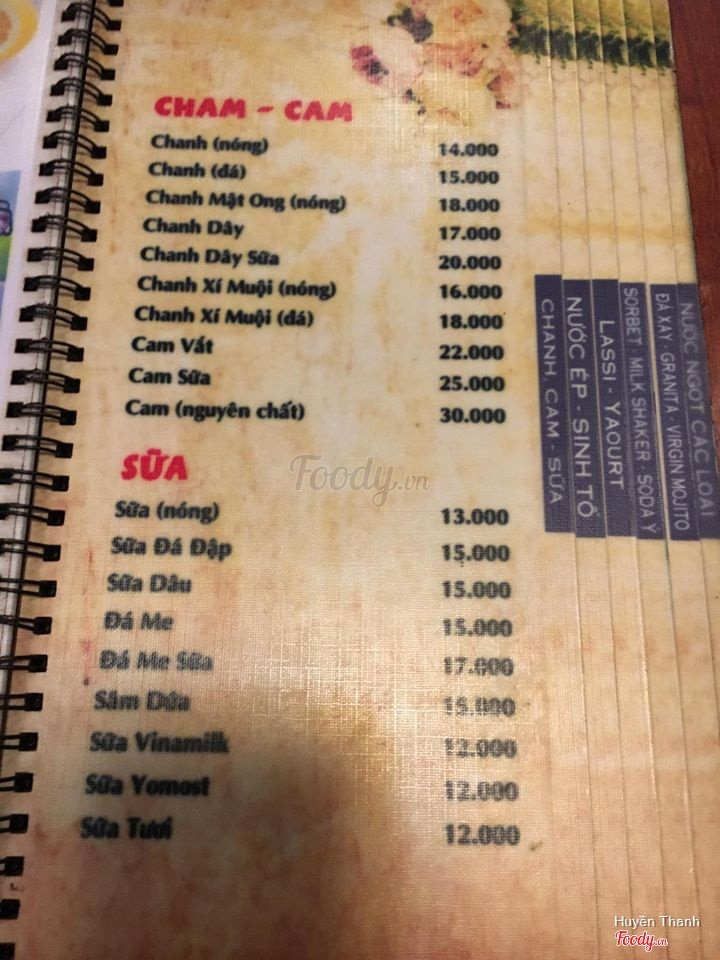 CHAM - CAM
Chanh (nóng) 14.000
Chanh (đá) 15.000
Chanh Mật Ong (nóng) 18.000
Chanh Dây 17.000
Chanh Dây Sữa 20.000
Chanh Xí Muội (nóng) 16.000
Chanh Xí Muội (đá) 18.000
Cam Vắt 22.000
Cam Sữa 25.000
Cam (nguyên chất) 30.000
SỮA
Sữa (nóng) 13.000
Sữa Đá Đập 15.000
Sữa Dâu 15.000
Đá Me 15.000
Đá Me Sữa 17.000
Sâm Dứa 15.000
Sữa Vinamilk 12.000
Sữa Yomost 12.000
Sữa Tươi 12.000
CHANH, CAM - SỮA
NƯỚC ÉP - SINH TỐ
LASSI - YAOURT
SORBET - MILK SHAKER - SODA Ý
ĐÁ XAY - GRANITA - VIRGIN MOJITO
NƯỚC NGỌT CÁC LOẠI
Foody.vn
Huyền Thanh
Foody.vn